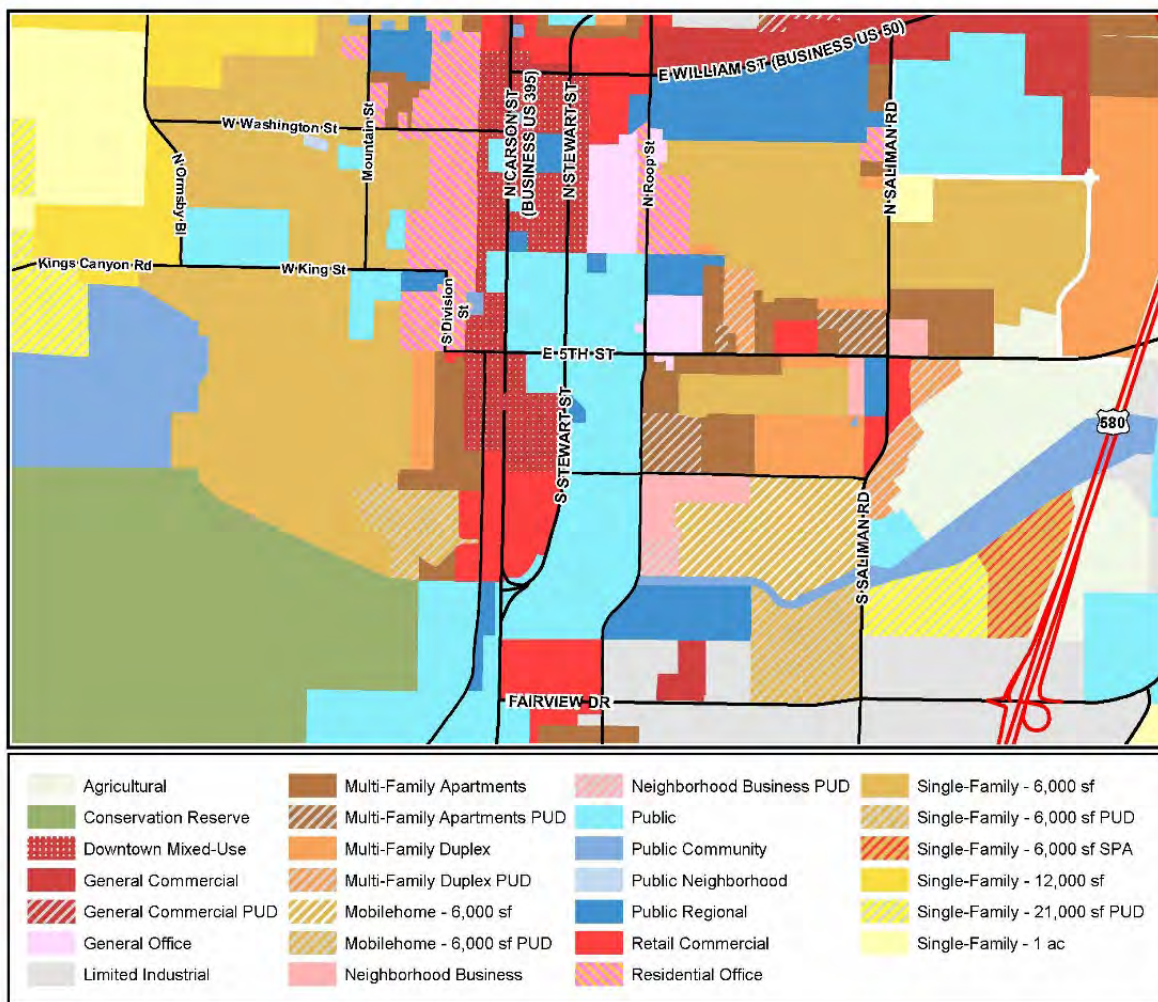 E WILLIAM ST (BUSINESS US 50)
N CARSON ST
(BUSINESS US 395)
N STEWART ST
Mountain St
W Washington St
N Ormsby Bl
N Roop St
N SALIMAN RD
Kings Canyon Rd
W King St
S Division
St
E 5TH ST
S STEWART ST
580
S SALIMAN RD
FAIRVIEW DR
Agricultural
Conservation Reserve
Downtown Mixed-Use
General Commercial
General Commercial PUD
General Office
Limited Industrial
Multi-Family Apartments
Multi-Family Apartments PUD
Multi-Family Duplex
Multi-Family Duplex PUD
Mobilehome - 6,000 sf
Mobilehome - 6,000 sf PUD
Neighborhood Business
Neighborhood Business PUD
Public
Public Community
Public Neighborhood
Public Regional
Retail Commercial
Residential Office
Single-Family - 6,000 sf
Single-Family - 6,000 sf PUD
Single-Family - 6,000 sf SPA
Single-Family - 12,000 sf
Single-Family - 21,000 sf PUD
Single-Family - 1 ac